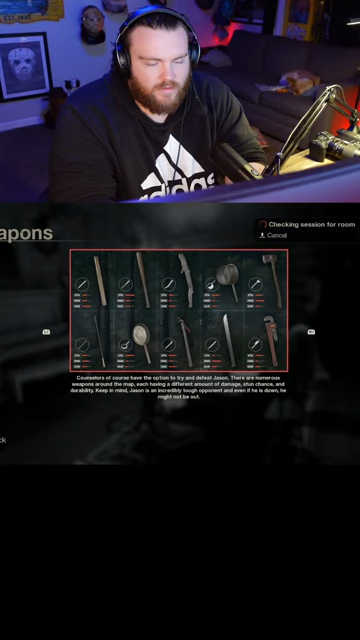 adidas
Checking session for room
apons
Cancel
Counselors of course have the option to try and defeat Jason. There are numerous
weapons around the map, each having a different amount of damage, stun chance, and
durability. Keep in mind, Jason is an incredibly tough opponent and even if he is down, he
might not be out.
ck